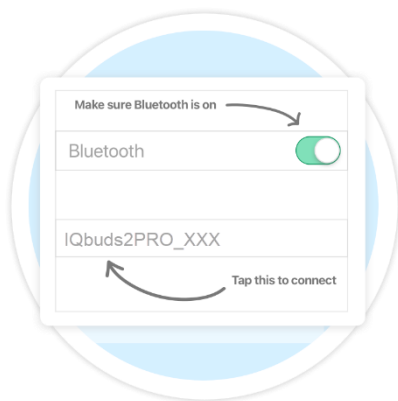 Make sure Bluetooth is on
Bluetooth
IQbuds2PRO_XXX
Tap this to connect